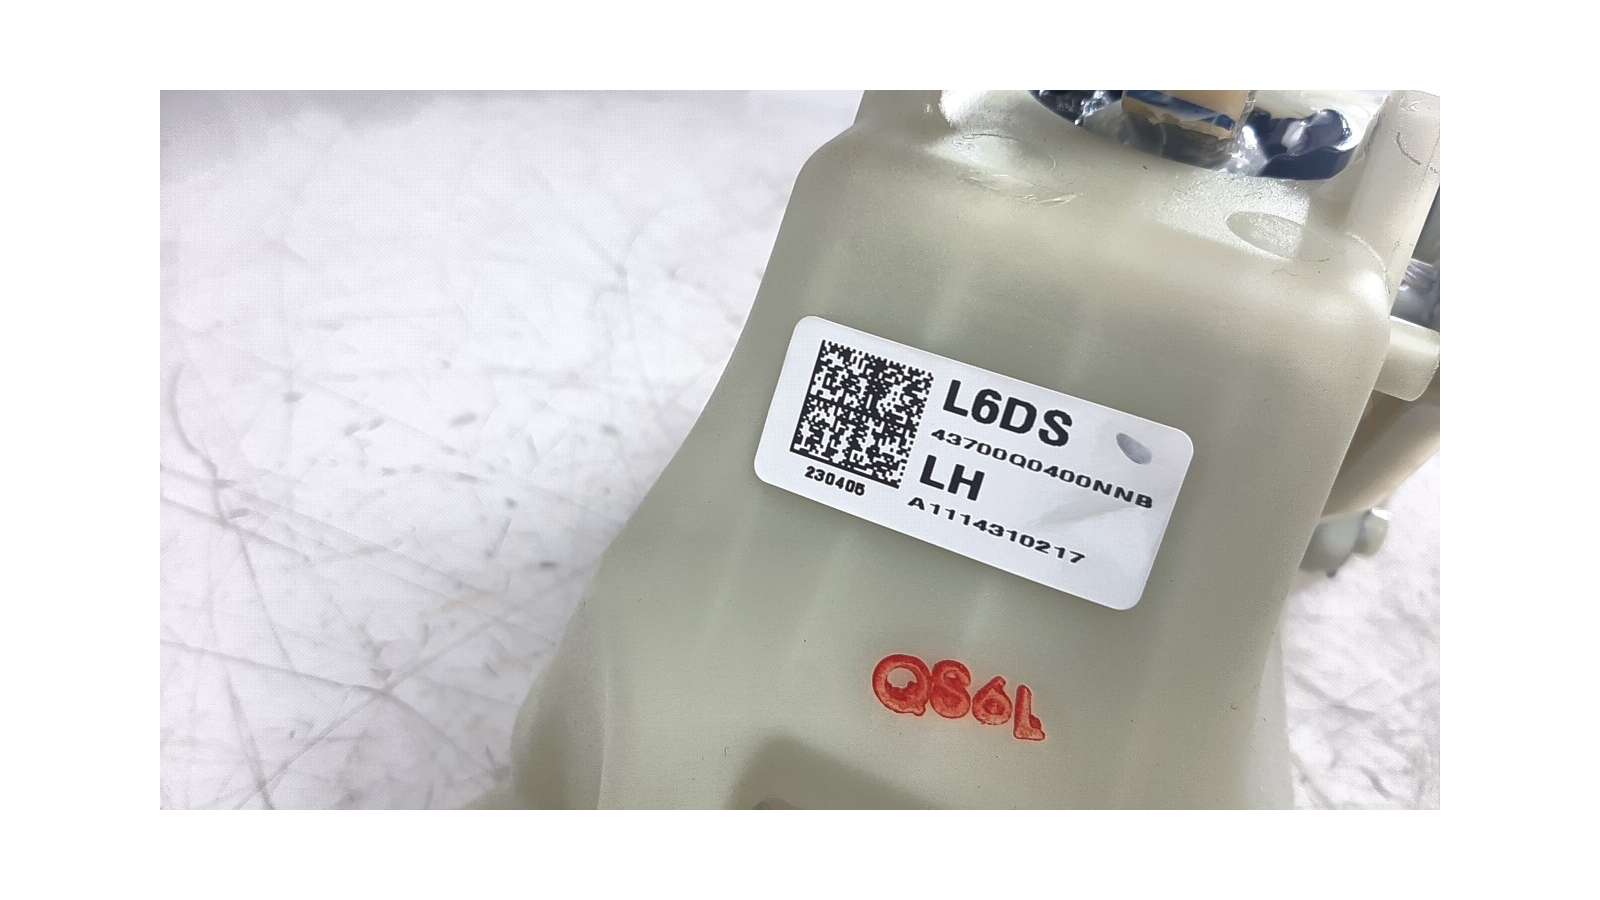 L6DS
43700Q0400NNB
LH
A1114310217
230405
QS6L